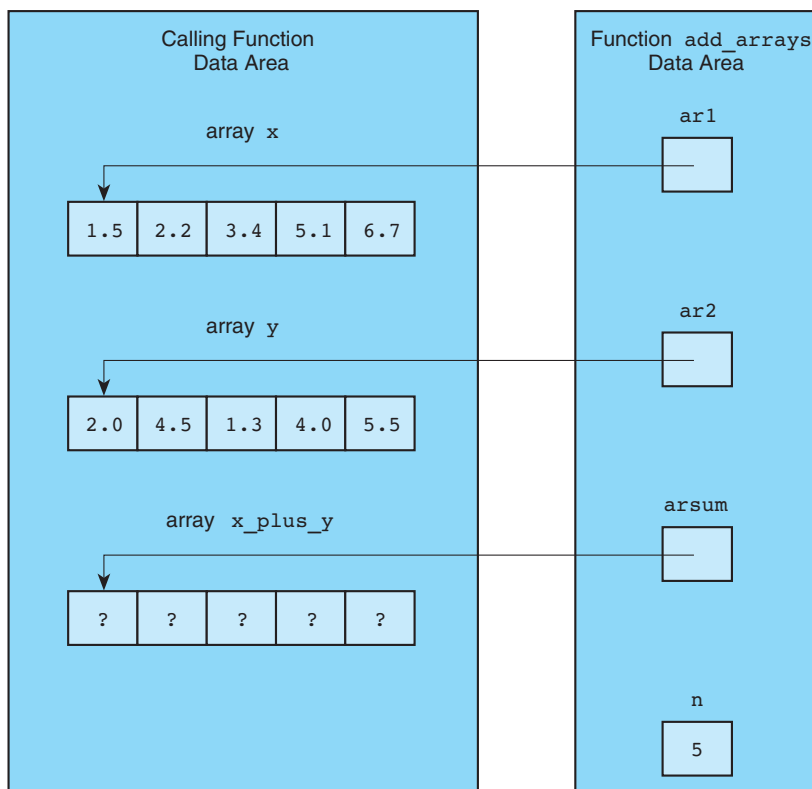 Calling Function
Data Area
array x
1.5 2.2 3.4 5.1 6.7
array y
2.0 4.5 1.3 4.0 5.5
array x_plus_y
? ? ? ? ?
Function add_arrays
Data Area
ar1
ar2
arsum
n
5